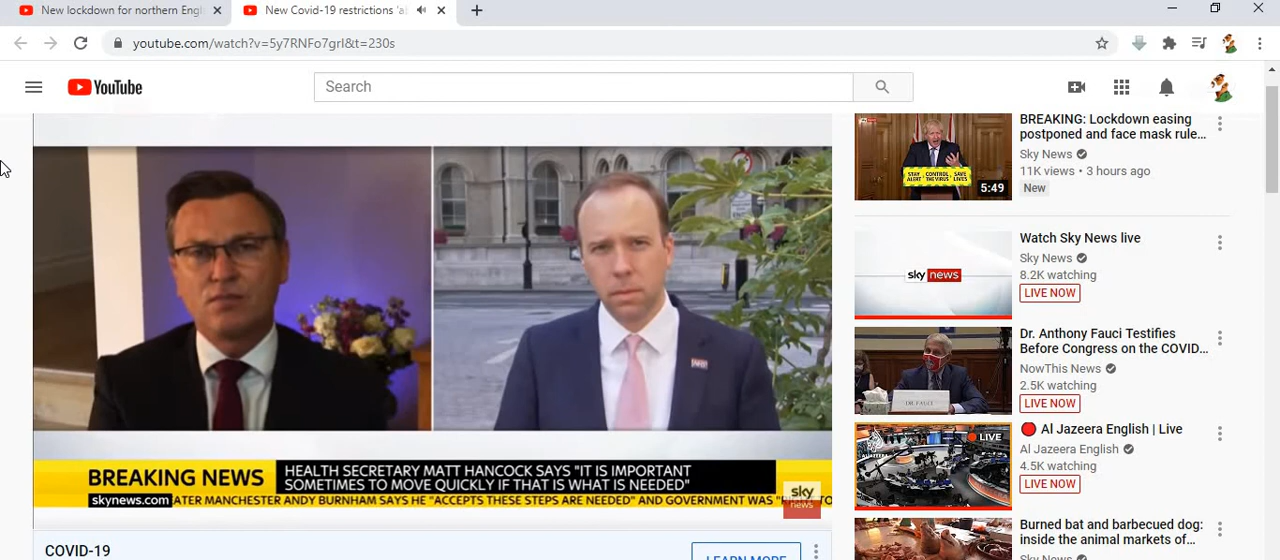 New lockdown for northern Engl
New Covid-19 restrictions 'a
youtube.com/watch?v=5y7RNFo7grI&t=230s
YouTube
Search
BREAKING NEWS
HEALTH SECRETARY MATT HANCOCK SAYS "IT IS IMPORTANT
SOMETIMES TO MOVE QUICKLY IF THAT IS WHAT IS NEEDED"
skynews.com
ATER MANCHESTER ANDY BURNHAM SAYS HE "ACCEPTS THESE STEPS ARE NEEDED" AND GOVERNMENT WAS
TO
sky
news
COVID-19
LEARN MORE
STAY CONTROL SAVE
ALERT THE VIRUS LIVES
5:49
BREAKING: Lockdown easing
postponed and face mask rule...
Sky News
11K views • 3 hours ago
New
sky news
Watch Sky News live
Sky News
8.2K watching
LIVE NOW
DR. FAUCI
Dr. Anthony Fauci Testifies
Before Congress on the COVID...
NowThis News
2.5K watching
LIVE NOW
LIVE
Al Jazeera English | Live
Al Jazeera English
4.5K watching
LIVE NOW
Burned bat and barbecued dog:
inside the animal markets of...
Sky News